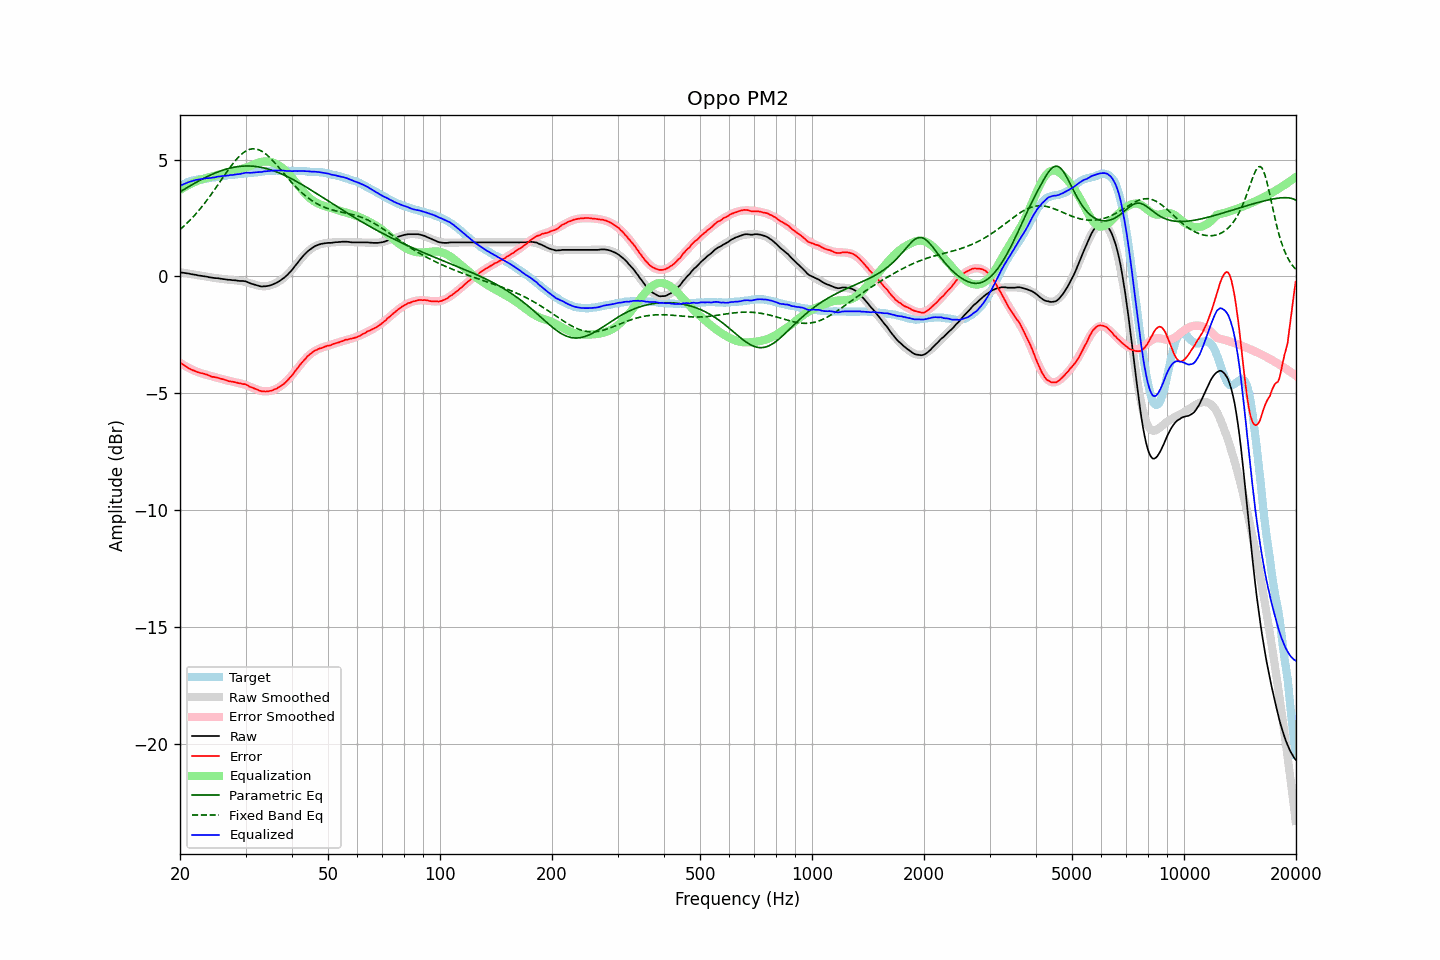 Oppo PM2
Amplitude (dBr)
5
0
−5
−10
−15
−20
Target
Raw Smoothed
Error Smoothed
Raw
Error
Equalization
Parametric Eq
Fixed Band Eq
Equalized
20 50 100 200 500 1000 2000 5000 10000 20000
Frequency (Hz)